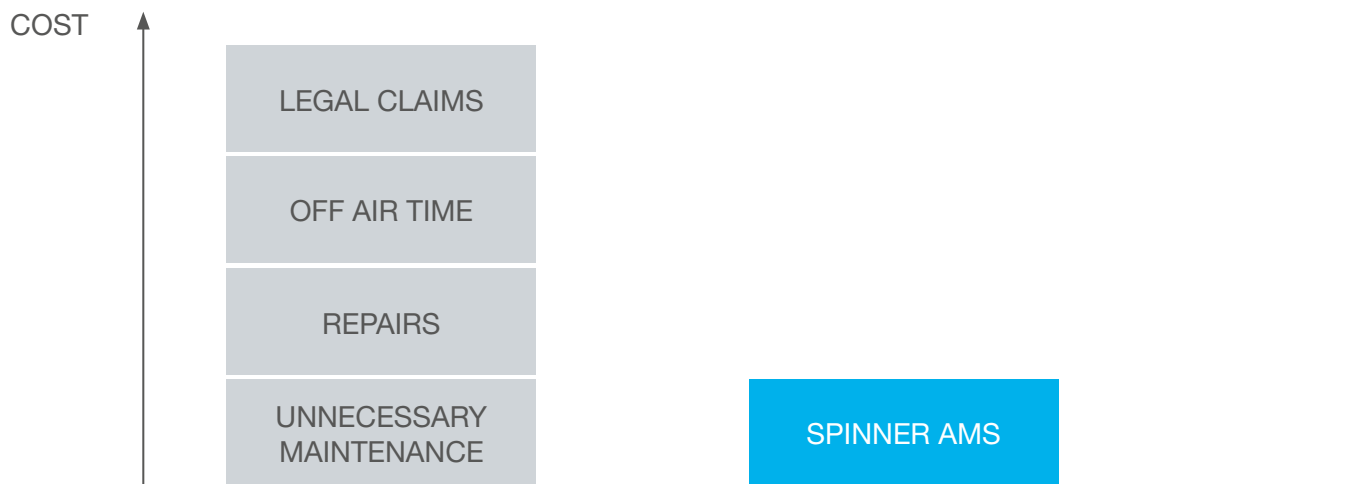 COST
LEGAL CLAIMS
OFF AIR TIME
REPAIRS
UNNECESSARY
MAINTENANCE
SPINNER AMS